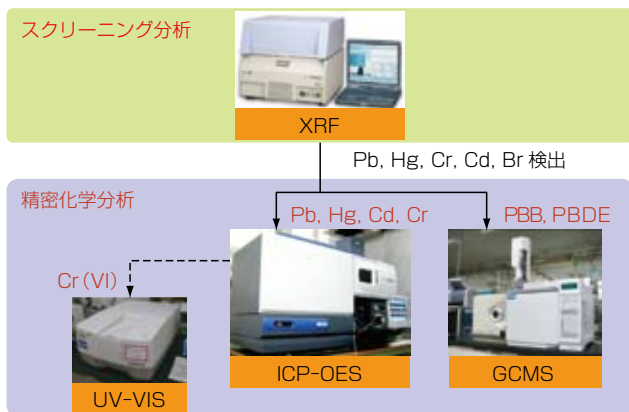 スクリーニング分析
XRF
Pb, Hg, Cr, Cd, Br 検出
精密化学分析
Pb, Hg, Cd, Cr
PBB, PBDE
Cr(VI)
ICP-OES
GCMS
UV-VIS